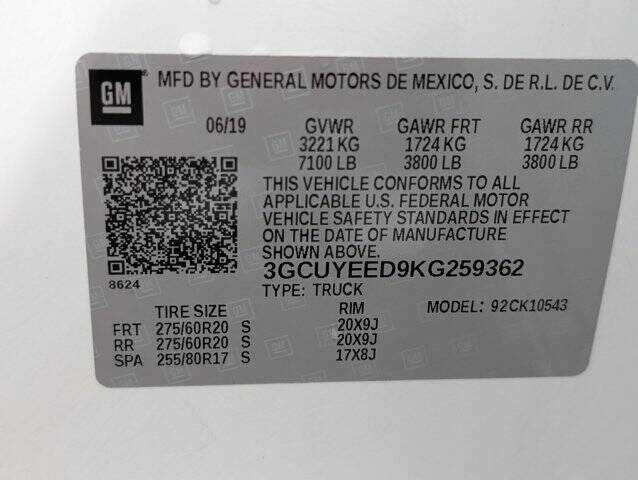 GM
MFD BY GENERAL MOTORS DE MEXICO, S. DE R.L. DE C.V.
06/19 GVWR GAWR FRT GAWR RR
3221 KG 1724 KG 1724 KG
7100 LB 3800 LB 3800 LB
THIS VEHICLE CONFORMS TO ALL
APPLICABLE U.S. FEDERAL MOTOR
VEHICLE SAFETY STANDARDS IN EFFECT
ON THE DATE OF MANUFACTURE
SHOWN ABOVE.
3GCUYEED9KG259362
8624
TYPE: TRUCK
TIRE SIZE RIM MODEL: 92CK10543
FRT 275/60R20 S 20X9J
RR 275/60R20 S 20X9J
SPA 255/80R17 S 17X8J